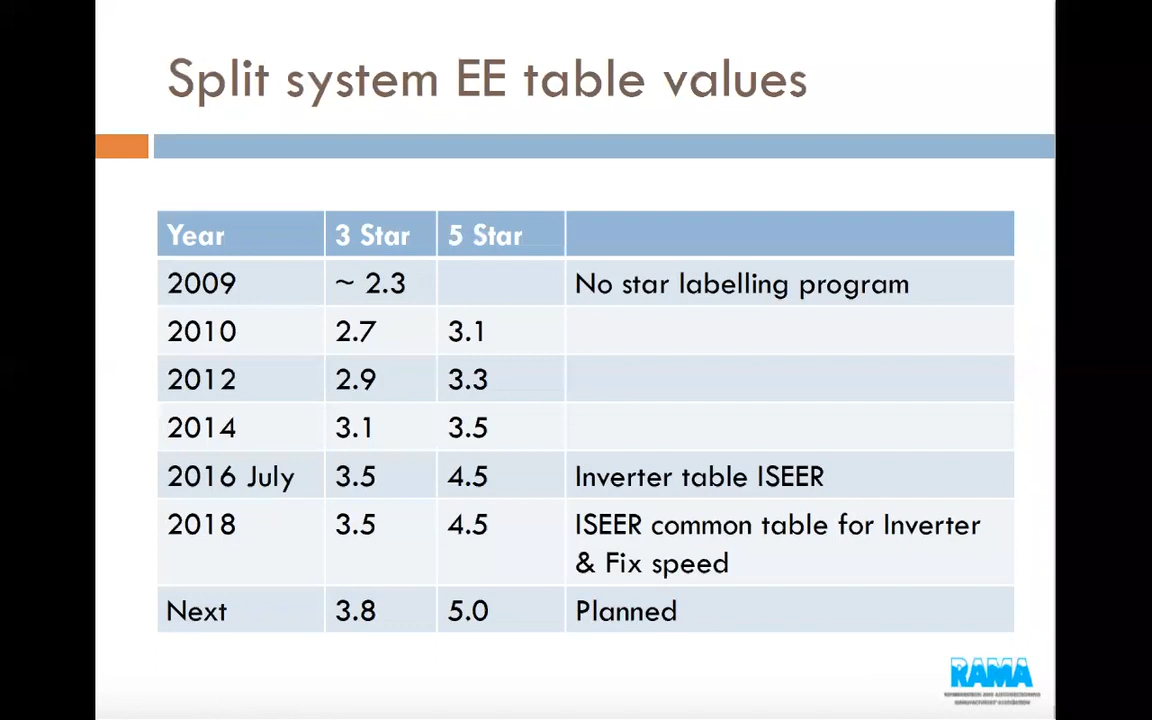 Split system EE table values
Year 3 Star 5 Star
2009 ~ 2.3 No star labelling program
2010 2.7 3.1
2012 2.9 3.3
2014 3.1 3.5
2016 July 3.5 4.5 Inverter table ISEER
2018 3.5 4.5 ISEER common table for Inverter
& Fix speed
Next 3.8 5.0 Planned
RAMA